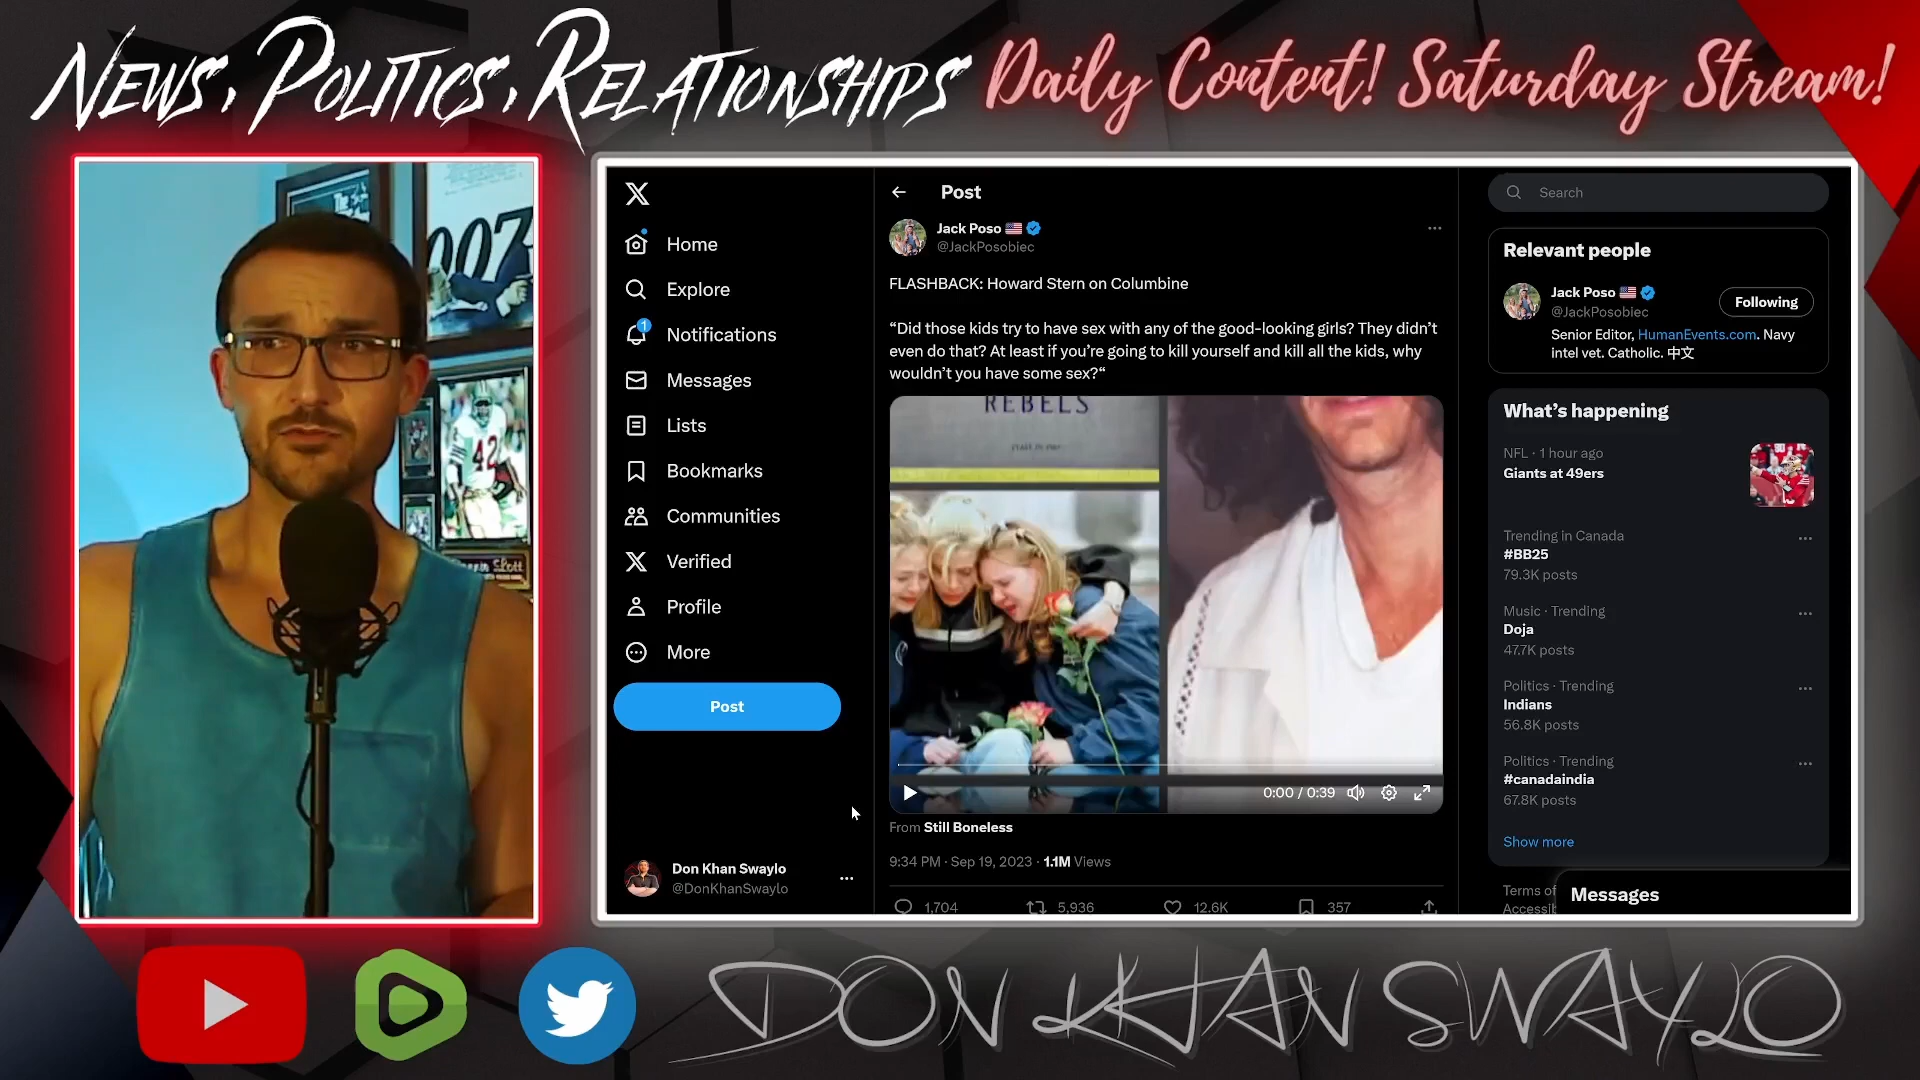 News, Politics, Relationships
Daily Content! Saturday Stream!
007
42
Home
Explore
1
Notifications
Messages
Lists
Bookmarks
Communities
Verified
Profile
More
Post
Don Khan Swaylo
@DonKhanSwaylo
Post
Jack Poso 🇺🇸
@JackPosobiec
FLASHBACK: Howard Stern on Columbine
“Did those kids try to have sex with any of the good-looking girls? They didn’t
even do that? At least if you’re going to kill yourself and kill all the kids, why
wouldn’t you have some sex?“
REBELS
0:00 / 0:39
From Still Boneless
9:34 PM · Sep 19, 2023 · 1.1M Views
1,704
5,936
12.6K
357
Search
Relevant people
Jack Poso 🇺🇸
@JackPosobiec
Following
Senior Editor, HumanEvents.com. Navy
intel vet. Catholic. 中文
What’s happening
NFL · 1 hour ago
Giants at 49ers
Trending in Canada
#BB25
79.3K posts
Music · Trending
Doja
47.7K posts
Politics · Trending
Indians
56.8K posts
Politics · Trending
#canadaindia
67.8K posts
Show more
Terms of
Messages
DON KHAN SWAYLO